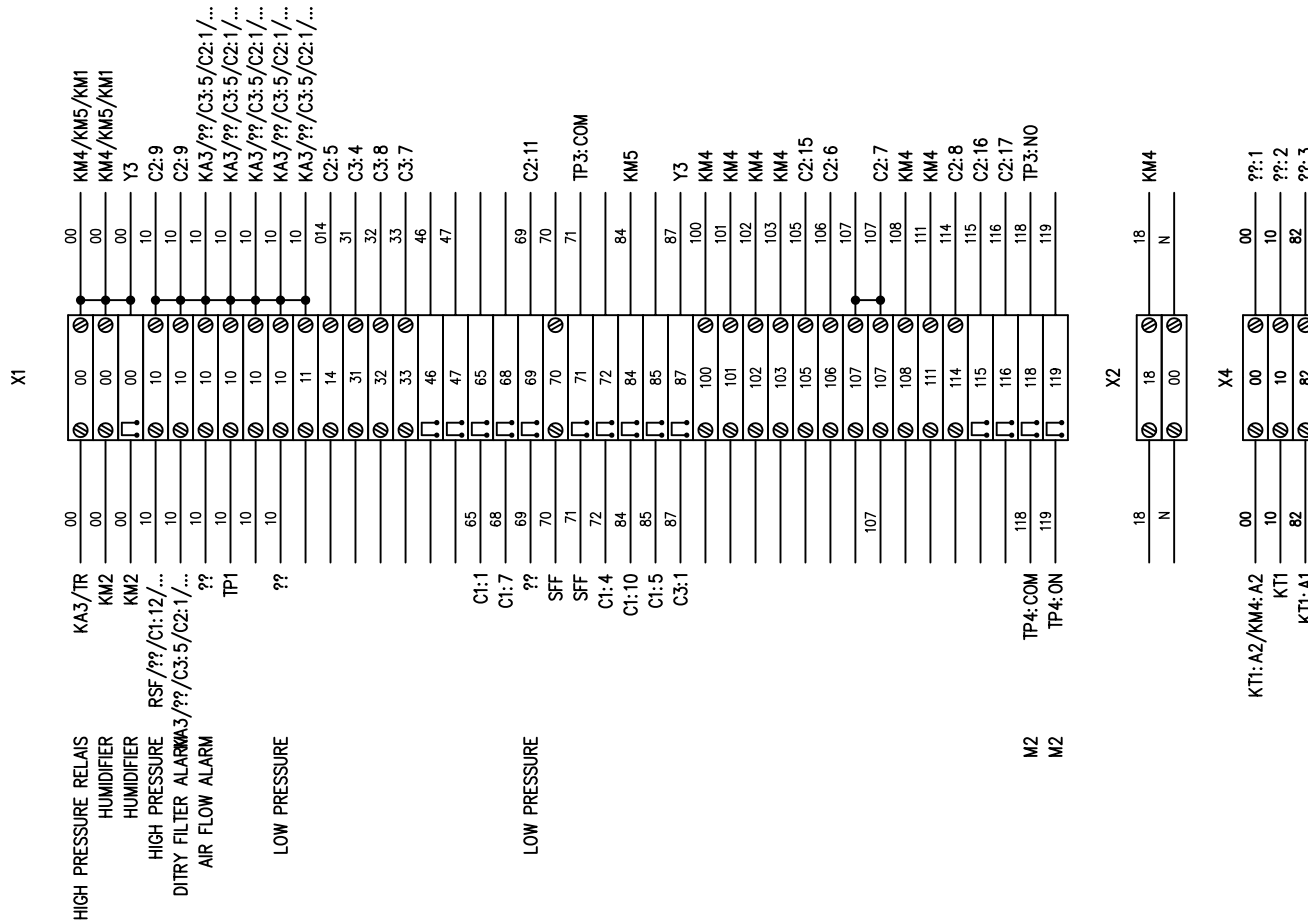 X1
HIGH PRESSURE RELAIS KA3/TR 00 00 00 KM4/KM5/KM1
HUMIDIFIER KM2 00 00 00 KM4/KM5/KM1
HUMIDIFIER KM2 00 00 00 Y3
HIGH PRESSURE RSF/??/C1:12/... 10 10 10 C2:9
DITRY FILTER ALARM KA3/??/C3:5/C2:1/... 10 10 10 C2:9
AIR FLOW ALARM ?? 10 10 10 KA3/??/C3:5/C2:1/...
TP1 10 10 10 KA3/??/C3:5/C2:1/...
10 10 10 KA3/??/C3:5/C2:1/...
LOW PRESSURE ?? 10 10 10 KA3/??/C3:5/C2:1/...
11 10 KA3/??/C3:5/C2:1/...
14 014 C2:5
31 31 C3:4
32 32 C3:8
33 33 C3:7
46 46
47 47
C1:1 65 65
C1:7 68 68
LOW PRESSURE ?? 69 69 69 C2:11
SFF 70 70 70
SFF 71 71 71 TP3:COM
C1:4 72 72
C1:10 84 84 84 KM5
C1:5 85 85
C3:1 87 87 87 Y3
100 100 KM4
101 101 KM4
102 102 KM4
103 103 KM4
105 105 C2:15
106 106 C2:6
107 107
107 107 107 C2:7
108 108 KM4
111 111 KM4
114 114 C2:8
115 115 C2:16
116 116 C2:17
M2 TP4:COM 118 118 118 TP3:NO
M2 TP4:ON 119 119 119
X2
18 18 18 KM4
N 00 N
X4
KT1:A2/KM4:A2 00 00 00 ??:1
KT1 10 10 10 ??:2
KT1:A1 82 82 82 ??:3